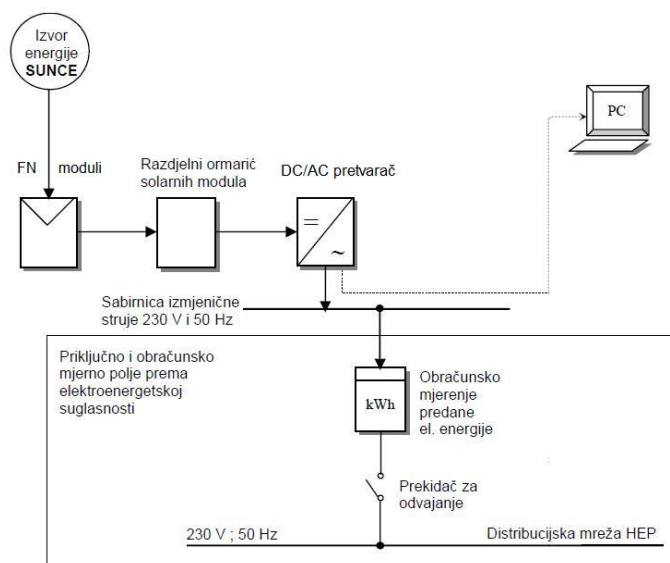 Izvor
energije
SUNCE
PC
FN moduli
Razdjelni ormarić
solarnih modula
DC/AC pretvarač
=
~
Sabirnica izmjenične
struje 230 V i 50 Hz
Priključno i obračunsko
mjerno polje prema
elektroenergetskoj
suglasnosti
kWh
Obračunsko
mjerenje
predane
el. energije
Prekidač za
odvajanje
230 V ; 50 Hz
Distribucijska mreža HEP